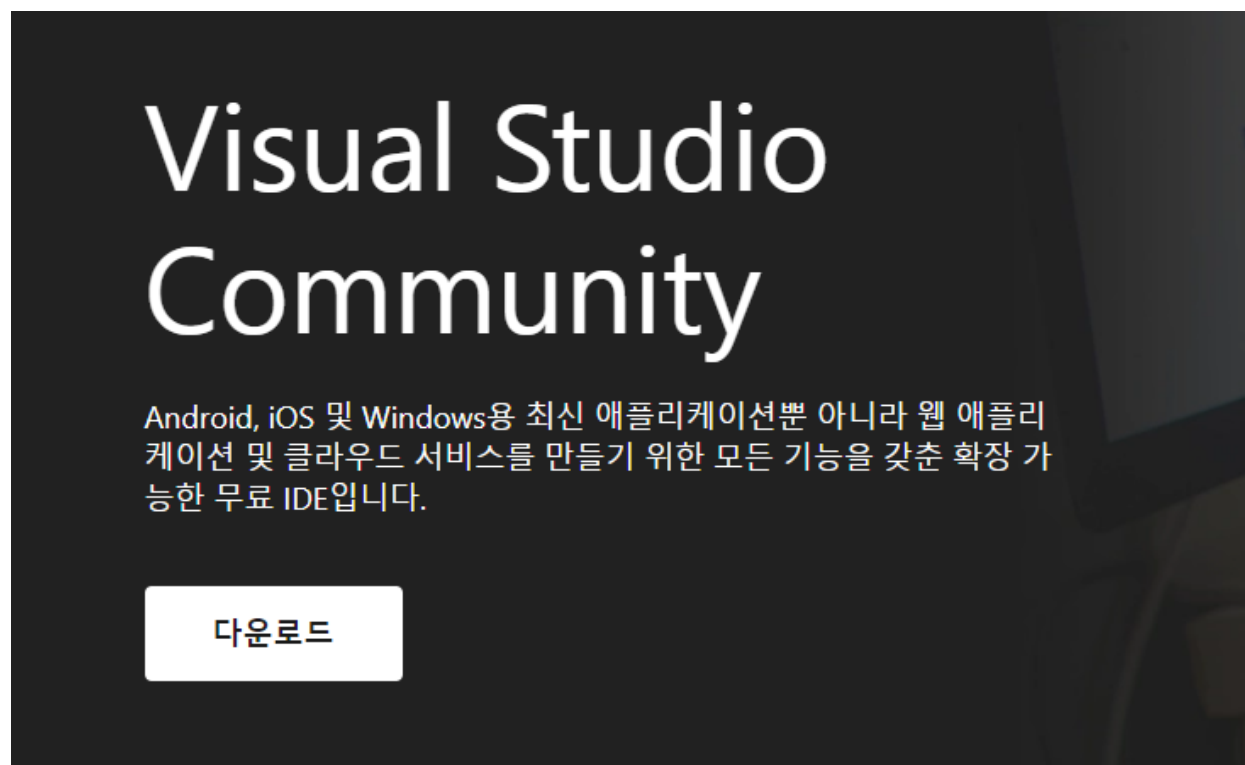 Visual Studio
Community
Android, iOS 및 Windows용 최신 애플리케이션뿐 아니라 웹 애플리
케이션 및 클라우드 서비스를 만들기 위한 모든 기능을 갖춘 확장 가
능한 무료 IDE입니다.
다운로드